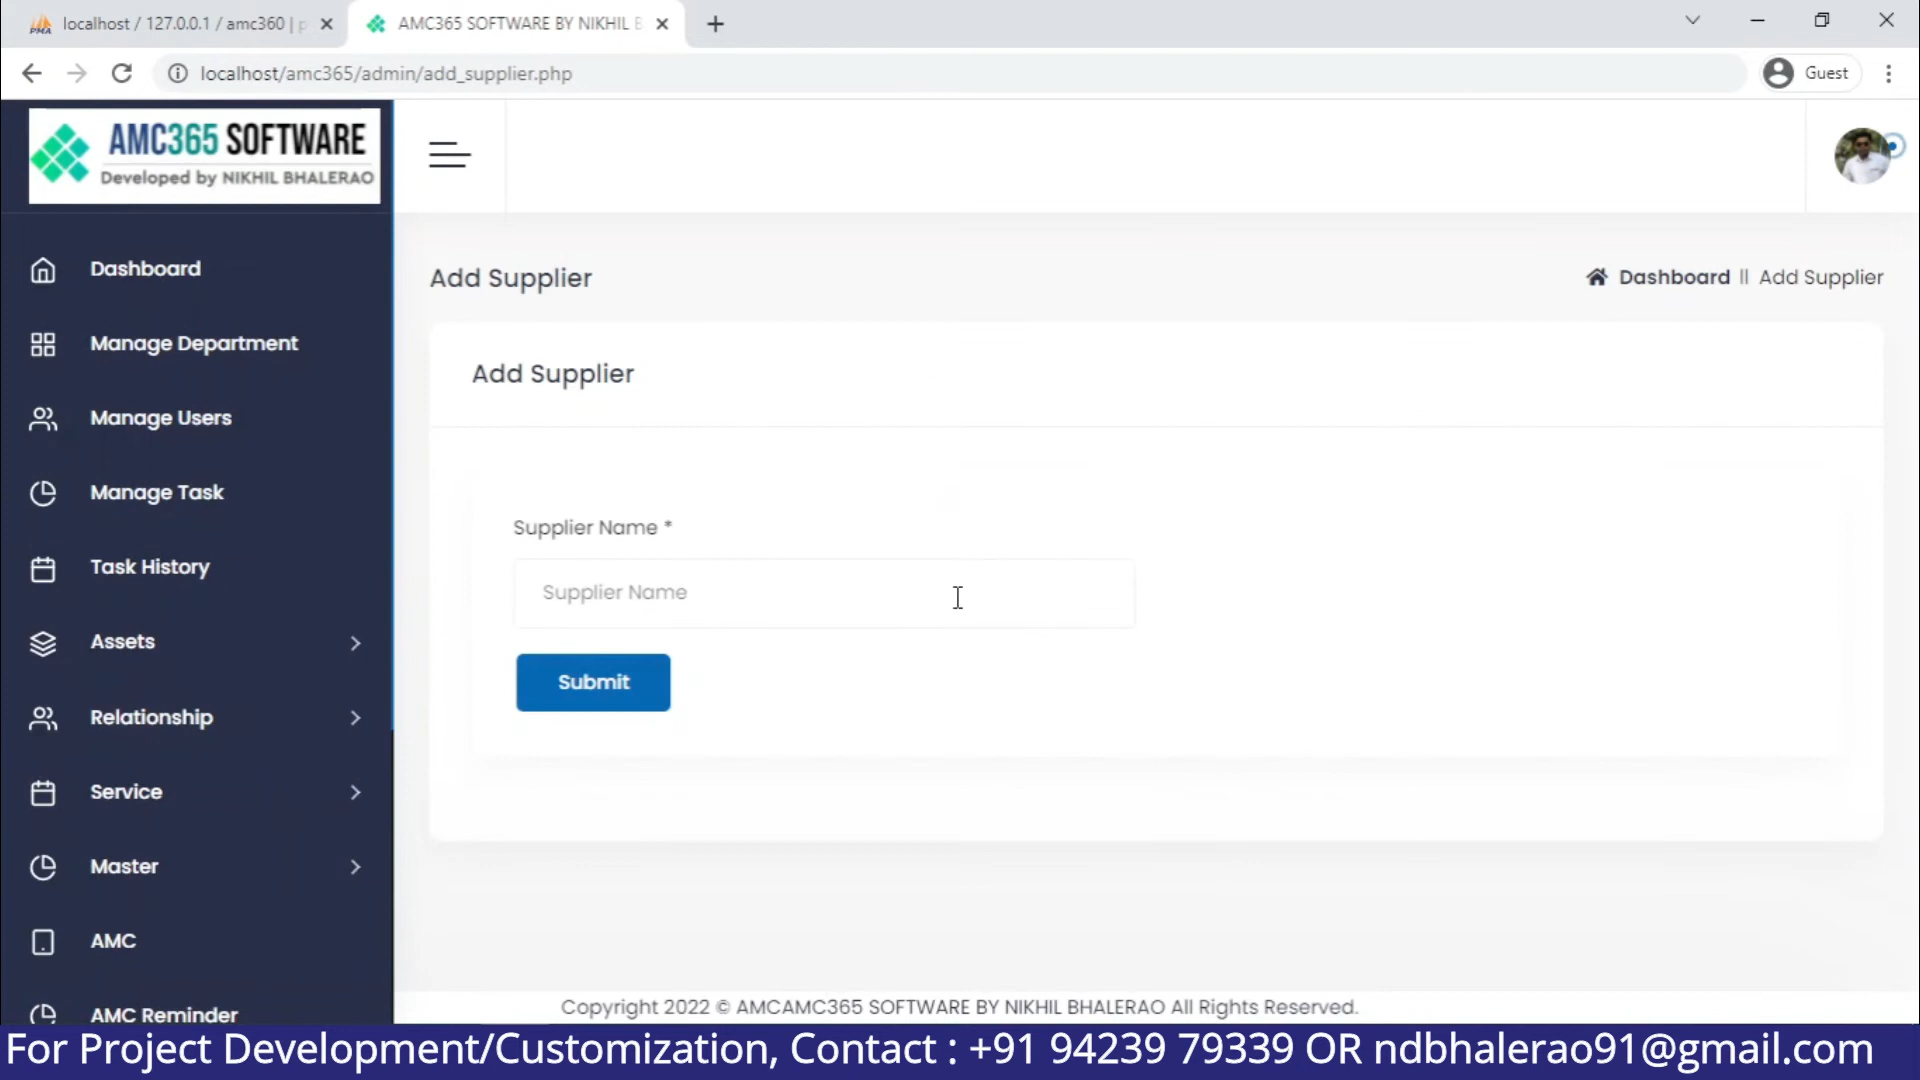 localhost / 127.0.0.1 / amc360 | p
AMC365 SOFTWARE BY NIKHIL B
localhost/amc365/admin/add_supplier.php
Guest
AMC365 SOFTWARE
Developed by NIKHIL BHALERAO
Dashboard
Manage Department
Manage Users
Manage Task
Task History
Assets
Relationship
Service
Master
AMC
AMC Reminder
Add Supplier
Dashboard || Add Supplier
Add Supplier
Supplier Name *
Supplier Name
Submit
Copyright 2022 © AMCAMC365 SOFTWARE BY NIKHIL BHALERAO All Rights Reserved.
For Project Development/Customization, Contact : +91 94239 79339 OR ndbhalerao91@gmail.com